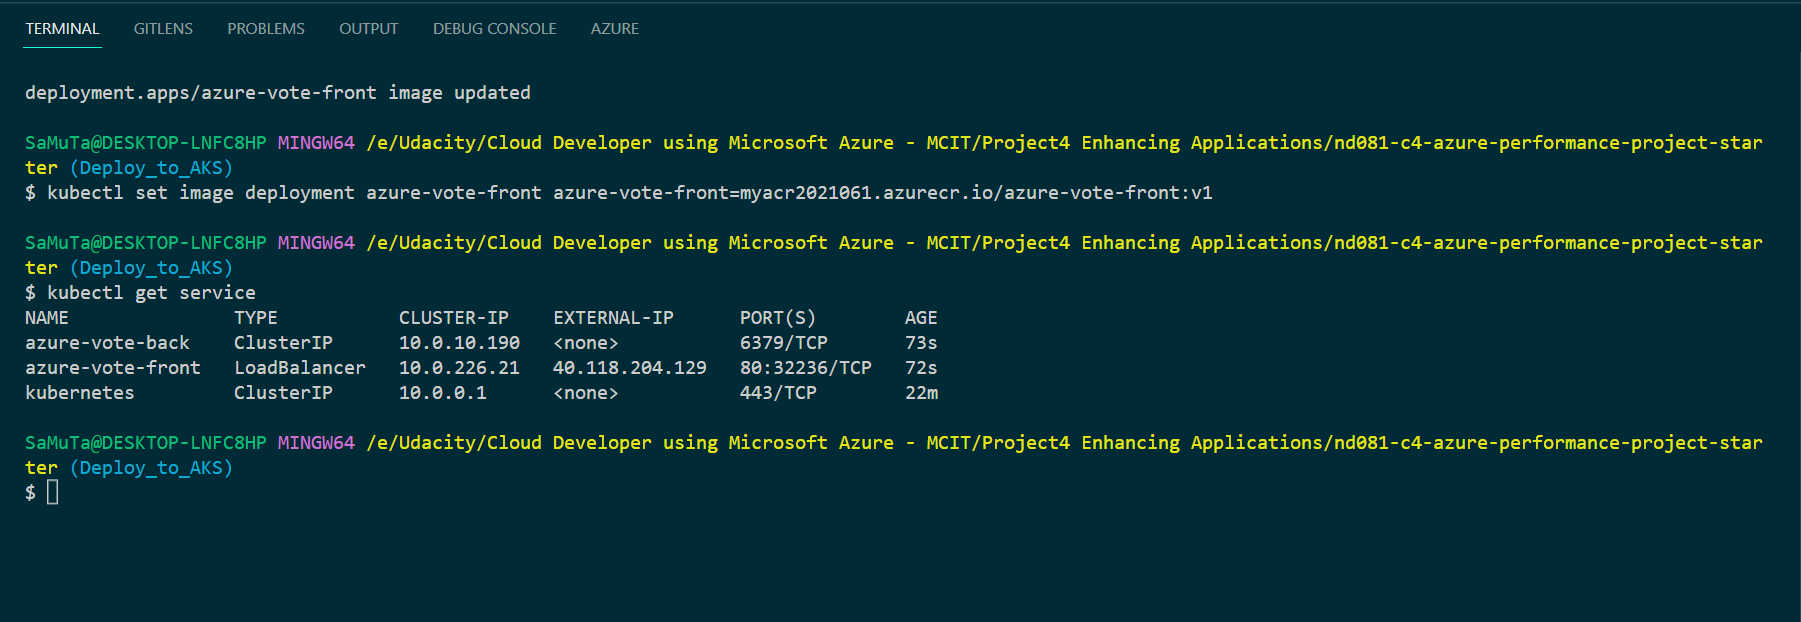 TERMINAL GITLENS PROBLEMS OUTPUT DEBUG CONSOLE AZURE
deployment.apps/azure-vote-front image updated
SaMuTa@DESKTOP-LNFC8HP MINGW64 /e/Udacity/Cloud Developer using Microsoft Azure - MCIT/Project4 Enhancing Applications/nd081-c4-azure-performance-project-star
ter (Deploy_to_AKS)
$ kubectl set image deployment azure-vote-front azure-vote-front=myacr2021061.azurecr.io/azure-vote-front:v1
SaMuTa@DESKTOP-LNFC8HP MINGW64 /e/Udacity/Cloud Developer using Microsoft Azure - MCIT/Project4 Enhancing Applications/nd081-c4-azure-performance-project-star
ter (Deploy_to_AKS)
$ kubectl get service
NAME TYPE CLUSTER-IP EXTERNAL-IP PORT(S) AGE
azure-vote-back ClusterIP 10.0.10.190 <none> 6379/TCP 73s
azure-vote-front LoadBalancer 10.0.226.21 40.118.204.129 80:32236/TCP 72s
kubernetes ClusterIP 10.0.0.1 <none> 443/TCP 22m
SaMuTa@DESKTOP-LNFC8HP MINGW64 /e/Udacity/Cloud Developer using Microsoft Azure - MCIT/Project4 Enhancing Applications/nd081-c4-azure-performance-project-star
ter (Deploy_to_AKS)
$